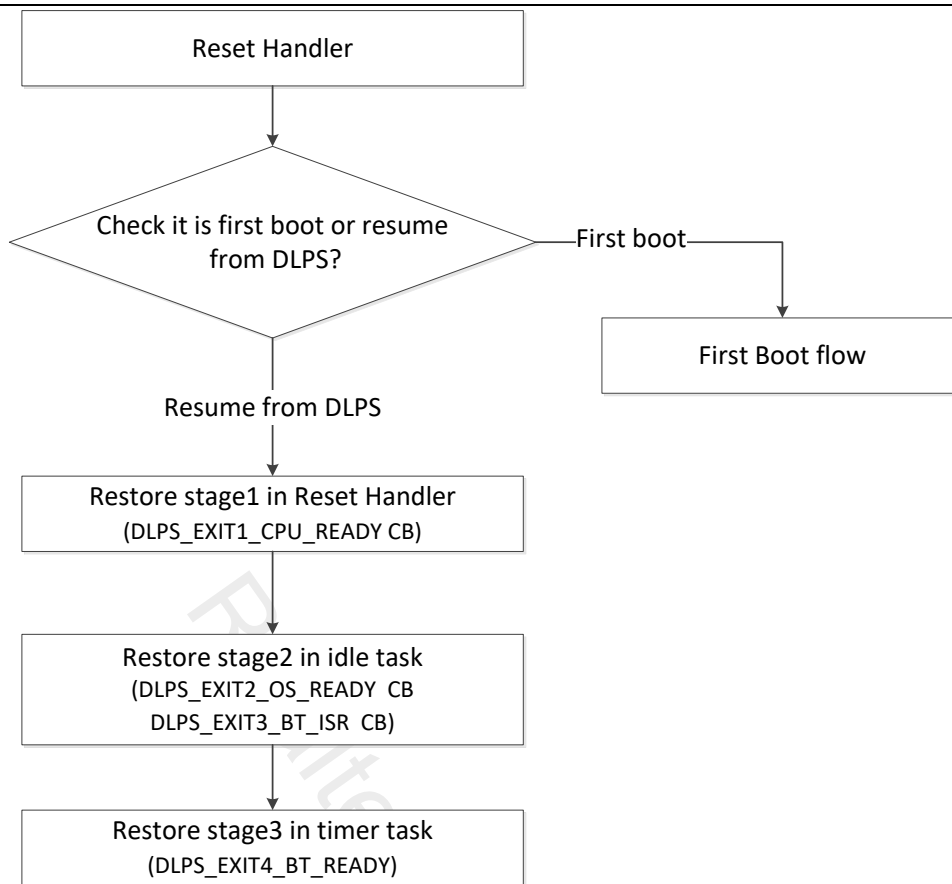 Reset Handler
Check it is first boot or resume
from DLPS?
First boot
First Boot flow
Resume from DLPS
Restore stage1 in Reset Handler
(DLPS_EXIT1_CPU_READY CB)
Restore stage2 in idle task
(DLPS_EXIT2_OS_READY CB
DLPS_EXIT3_BT_ISR CB)
Restore stage3 in timer task
(DLPS_EXIT4_BT_READY)